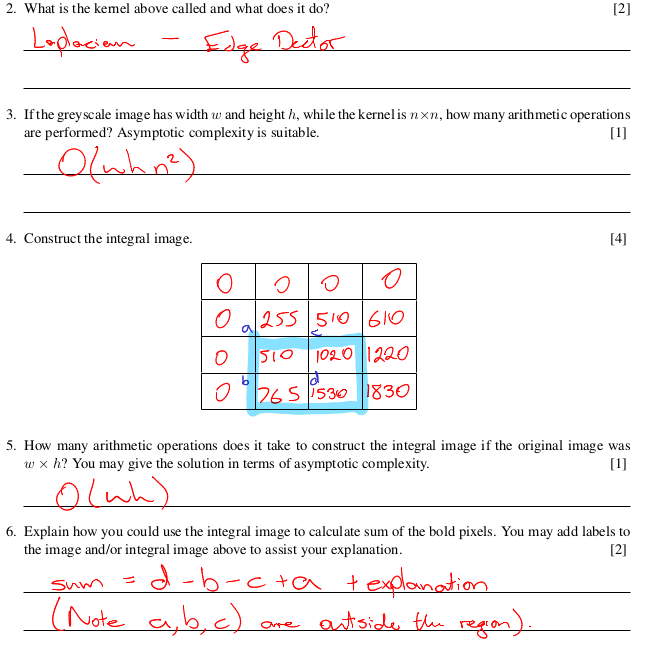 2. What is the kernel above called and what does it do? [2]
Laplacian – Edge Dector
3. If the greyscale image has width w and height h, while the kernel is n×n, how many arithmetic operations
are performed? Asymptotic complexity is suitable. [1]
O(whn²)
4. Construct the integral image. [4]
0 0 0 0
0 a 255 510 c 610
0 510 1020 1220
0 b 765 d 1530 1830
5. How many arithmetic operations does it take to construct the integral image if the original image was
w × h? You may give the solution in terms of asymptotic complexity. [1]
O(wh)
6. Explain how you could use the integral image to calculate sum of the bold pixels. You may add labels to
the image and/or integral image above to assist your explanation. [2]
sum = d - b - c + a + explanation
(Note a, b, c) are outside the region).